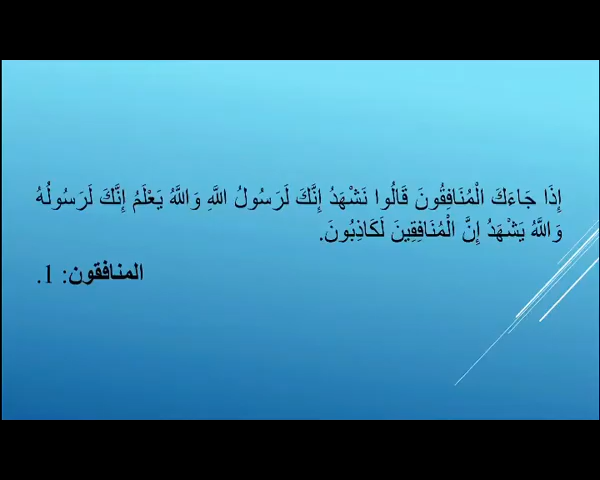 إِذَا جَاءَكَ الْمُنَافِقُونَ قَالُوا نَشْهَدُ إِنَّكَ لَرَسُولُ اللَّهِ وَاللَّهُ يَعْلَمُ إِنَّكَ لَرَسُولُهُ
وَاللَّهُ يَشْهَدُ إِنَّ الْمُنَافِقِينَ لَكَاذِبُونَ.
المنافقون: 1.